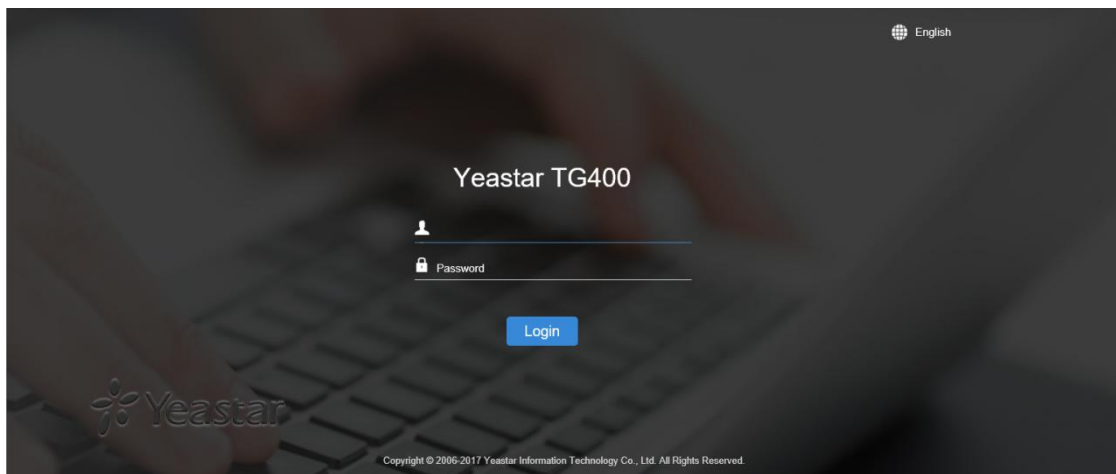 English
Yeastar TG400
Password
Login
Yeastar
Copyright © 2006-2017 Yeastar Information Technology Co., Ltd. All Rights Reserved.